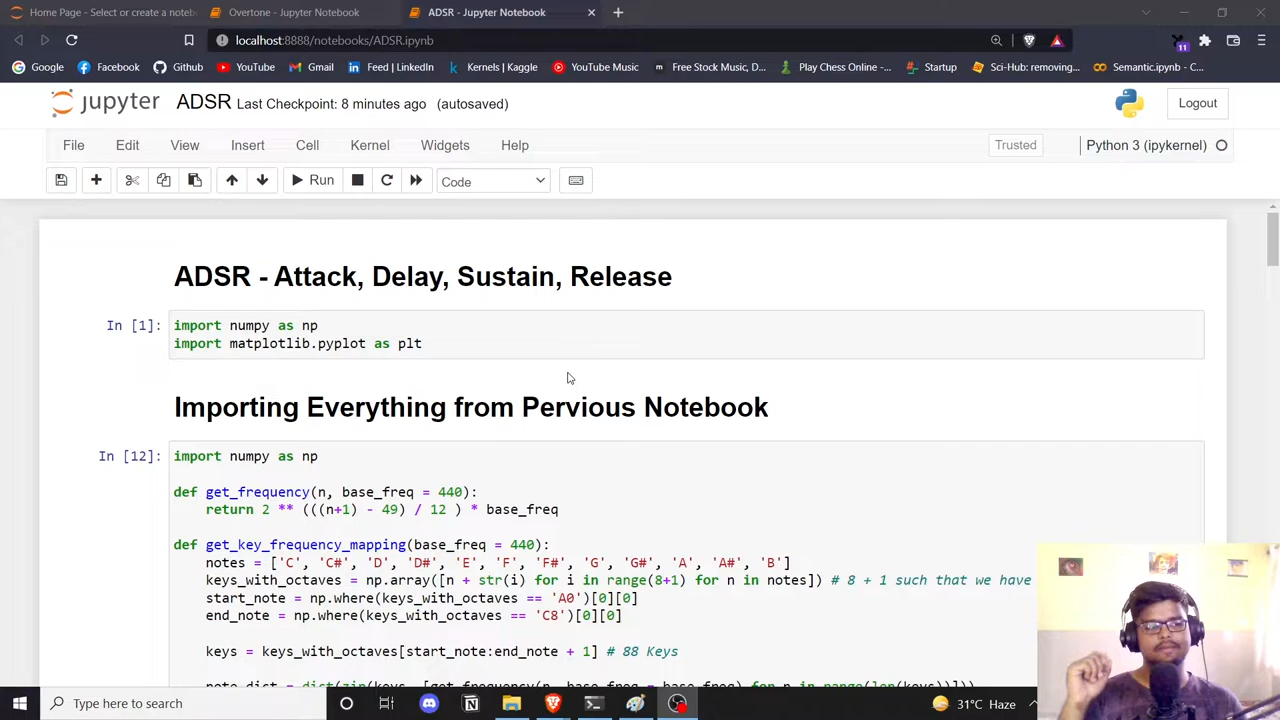 Home Page - Select or create a noteb
Overtone - Jupyter Notebook
ADSR - Jupyter Notebook
localhost:8888/notebooks/ADSR.ipynb
11
Google
Facebook
Github
YouTube
Gmail
Feed | LinkedIn
Kernels | Kaggle
YouTube Music
Free Stock Music, D...
Play Chess Online -...
Startup
Sci-Hub: removing...
Semantic.ipynb - C...
jupyter ADSR Last Checkpoint: 8 minutes ago (autosaved)
Logout
File Edit View Insert Cell Kernel Widgets Help
Trusted
Python 3 (ipykernel)
Run
Code
ADSR - Attack, Delay, Sustain, Release
In [1]: import numpy as np
import matplotlib.pyplot as plt
Importing Everything from Pervious Notebook
In [12]: import numpy as np
def get_frequency(n, base_freq = 440):
return 2 ** (((n+1) - 49) / 12 ) * base_freq
def get_key_frequency_mapping(base_freq = 440):
notes = ['C', 'C#', 'D', 'D#', 'E', 'F', 'F#', 'G', 'G#', 'A', 'A#', 'B']
keys_with_octaves = np.array([n + str(i) for i in range(8+1) for n in notes]) # 8 + 1 such that we have
start_note = np.where(keys_with_octaves == 'A0')[0][0]
end_note = np.where(keys_with_octaves == 'C8')[0][0]
keys = keys_with_octaves[start_note:end_note + 1] # 88 Keys
Type here to search
31°C Haze